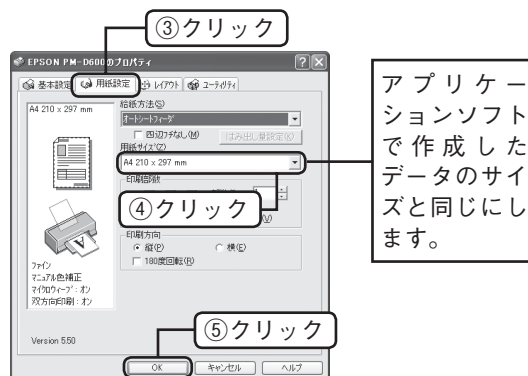 ③クリック
EPSON PM-D600のプロパティ
基本設定
用紙設定
レイアウト
ユーティリティ
A4 210 x 297 mm
給紙方法(S)
オートシートフィーダ
四辺フチなし(M)
はみ出し量設定(K)
用紙サイズ(Z)
A4 210 x 297 mm
アプリケー
ションソフト
で作成した
データのサイ
ズと同じにし
ます。
印刷部数
④クリック
印刷方向
縦(P)
横(E)
180度回転(R)
ファイン
マニュアル色補正
マイクロウィーブ：オン
双方向印刷：オン
⑤クリック
Version 5.50
OK
キャンセル
ヘルプ